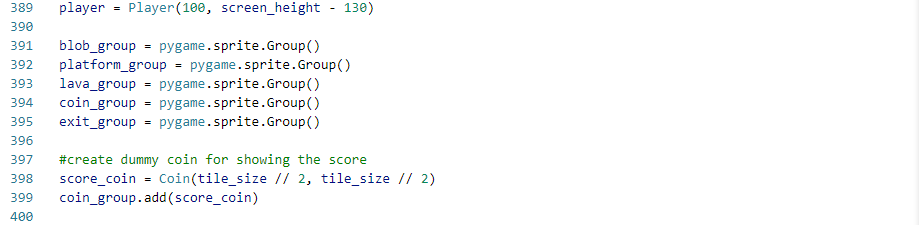 389 player = Player(100, screen_height - 130)
390
391 blob_group = pygame.sprite.Group()
392 platform_group = pygame.sprite.Group()
393 lava_group = pygame.sprite.Group()
394 coin_group = pygame.sprite.Group()
395 exit_group = pygame.sprite.Group()
396
397 #create dummy coin for showing the score
398 score_coin = Coin(tile_size // 2, tile_size // 2)
399 coin_group.add(score_coin)
400